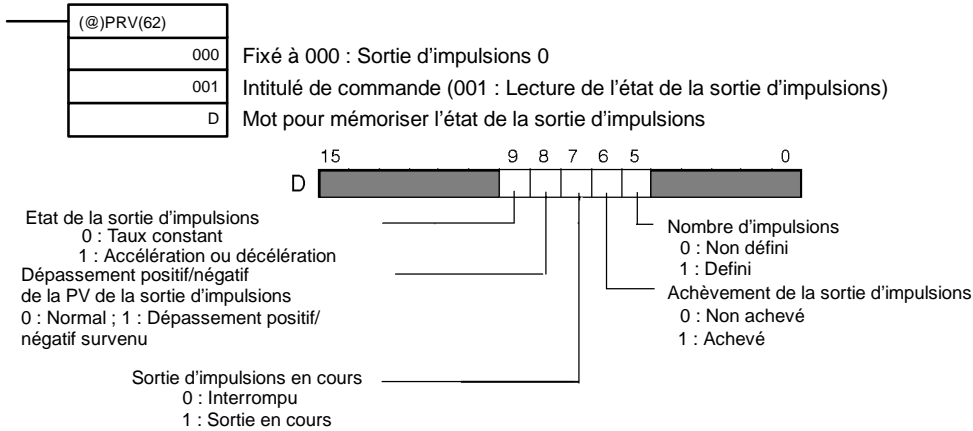 (@)PRV(62)
000 Fixé à 000 : Sortie d'impulsions 0
001 Intitulé de commande (001 : Lecture de l'état de la sortie d'impulsions)
D Mot pour mémoriser l'état de la sortie d'impulsions
15 9 8 7 6 5 0
D
Etat de la sortie d'impulsions
0 : Taux constant
1 : Accélération ou décélération
Dépassement positif/négatif
de la PV de la sortie d'impulsions
0 : Normal ; 1 : Dépassement positif/
négatif survenu
Sortie d'impulsions en cours
0 : Interrompu
1 : Sortie en cours
Nombre d'impulsions
0 : Non défini
1 : Defini
Achèvement de la sortie d'impulsions
0 : Non achevé
1 : Achevé